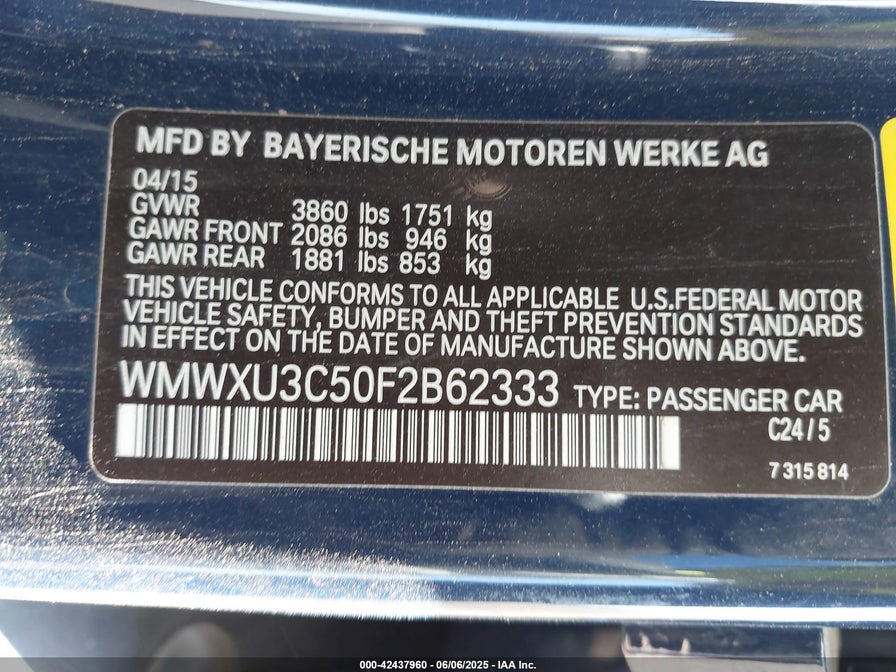 MFD BY BAYERISCHE MOTOREN WERKE AG
04/15
GVWR 3860 lbs 1751 kg
GAWR FRONT 2086 lbs 946 kg
GAWR REAR 1881 lbs 853 kg
THIS VEHICLE CONFORMS TO ALL APPLICABLE U.S.FEDERAL MOTOR
VEHICLE SAFETY, BUMPER AND THEFT PREVENTION STANDARDS
IN EFFECT ON THE DATE OF MANUFACTURE SHOWN ABOVE.
WMWXU3C50F2B62333 TYPE: PASSENGER CAR
C24/5
7 315 814
000-42437960 - 06/06/2025 - IAA Inc.